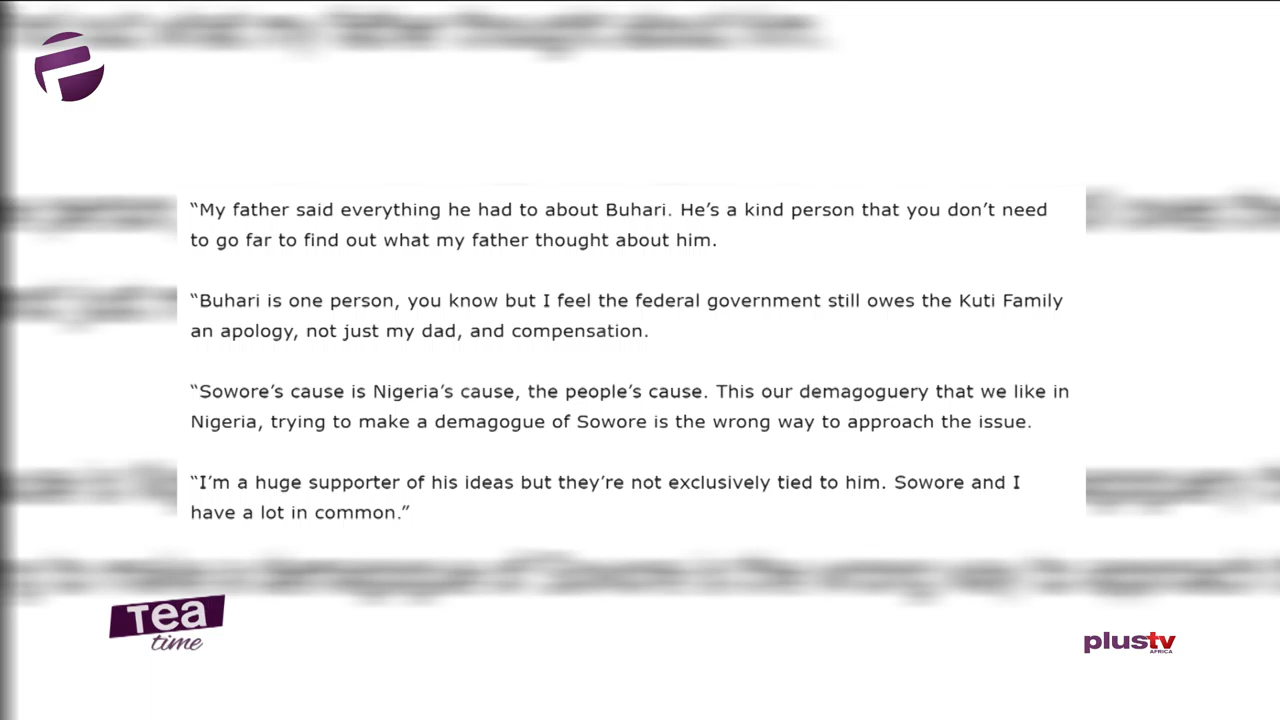 “My father said everything he had to about Buhari. He’s a kind person that you don’t need
to go far to find out what my father thought about him.
“Buhari is one person, you know but I feel the federal government still owes the Kuti Family
an apology, not just my dad, and compensation.
“Sowore’s cause is Nigeria’s cause, the people’s cause. This our demagoguery that we like in
Nigeria, trying to make a demagogue of Sowore is the wrong way to approach the issue.
“I’m a huge supporter of his ideas but they’re not exclusively tied to him. Sowore and I
have a lot in common.”
Tea
time
plustv
AFRICA